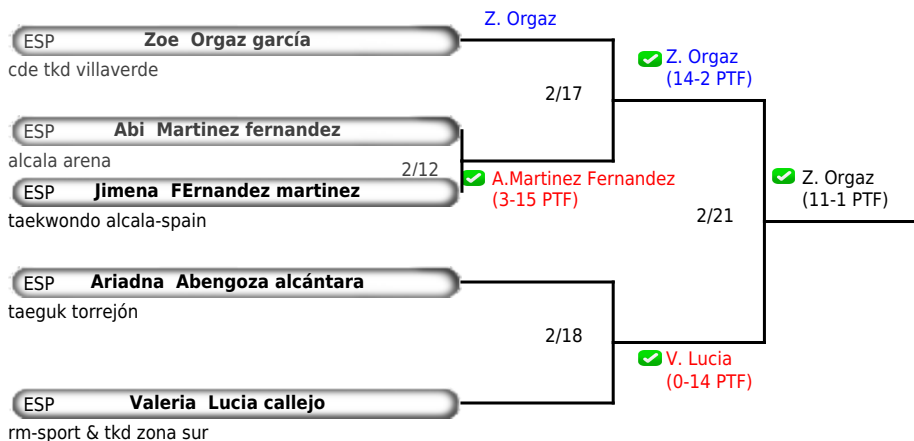 Z. Orgaz
ESP Zoe Orgaz garcía
cde tkd villaverde
Z. Orgaz
(14-2 PTF)
2/17
ESP Abi Martinez fernandez
alcala arena
2/12
A.Martinez Fernandez
(3-15 PTF)
Z. Orgaz
(11-1 PTF)
ESP Jimena FErnandez martinez
taekwondo alcala-spain
2/21
ESP Ariadna Abengoza alcántara
taeguk torrejón
2/18
V. Lucia
(0-14 PTF)
ESP Valeria Lucia callejo
rm-sport & tkd zona sur